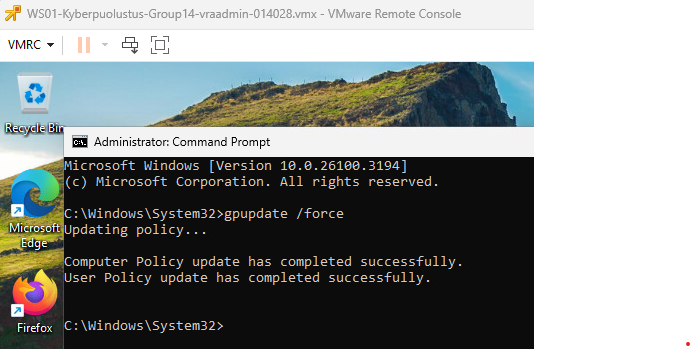 WS01-Kyberpuolustus-Group14-vraadmin-014028.vmx - VMware Remote Console
VMRC
Recycle Bin
Administrator: Command Prompt
Microsoft Windows [Version 10.0.26100.3194]
(c) Microsoft Corporation. All rights reserved.
C:\Windows\System32>gpupdate /force
Updating policy...
Computer Policy update has completed successfully.
User Policy update has completed successfully.
C:\Windows\System32>
Microsoft
Edge
Firefox